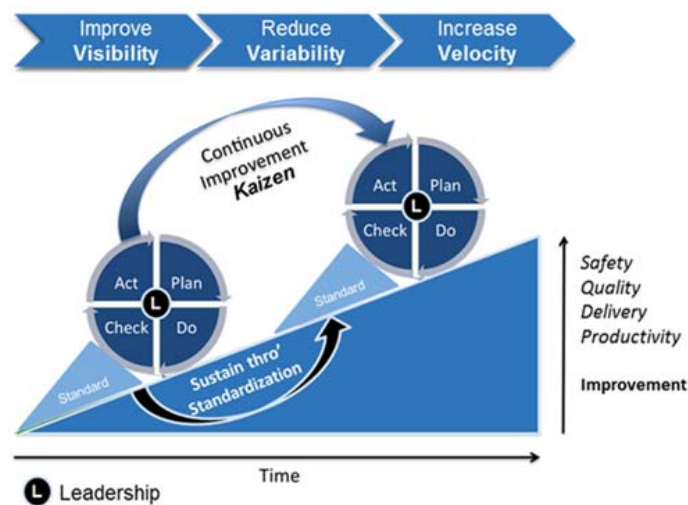 Improve
Visibility
Reduce
Variability
Increase
Velocity
Continuous
Improvement
Kaizen
Act
Plan
Check
Do
L
Standard
Act
Plan
Check
Do
L
Standard
Sustain thro'
Standardization
Safety
Quality
Delivery
Productivity
Improvement
Time
L Leadership